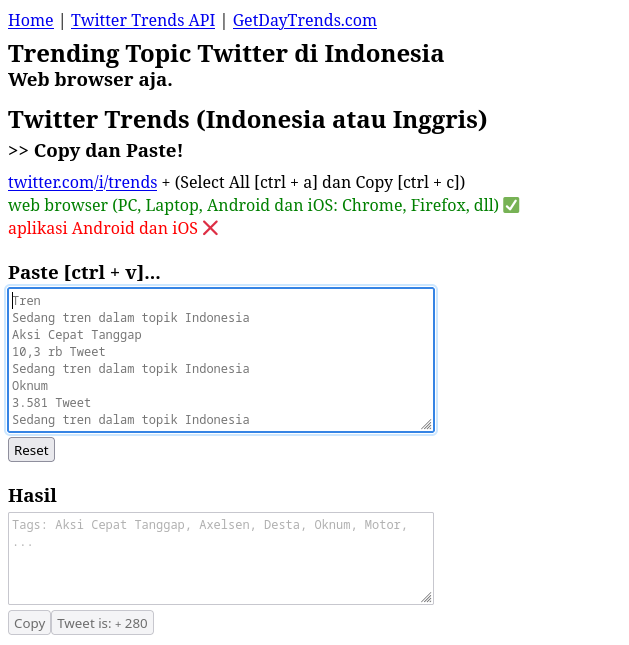 Home | Twitter Trends API | GetDayTrends.com
Trending Topic Twitter di Indonesia
Web browser aja.
Twitter Trends (Indonesia atau Inggris)
>> Copy dan Paste!
twitter.com/i/trends + (Select All [ctrl + a] dan Copy [ctrl + c])
web browser (PC, Laptop, Android dan iOS: Chrome, Firefox, dll) ✅
aplikasi Android dan iOS ❌
Paste [ctrl + v]...
Tren
Sedang tren dalam topik Indonesia
Aksi Cepat Tanggap
10,3 rb Tweet
Sedang tren dalam topik Indonesia
Oknum
3.581 Tweet
Sedang tren dalam topik Indonesia
Reset
Hasil
Tags: Aksi Cepat Tanggap, Axelsen, Desta, Oknum, Motor,
...
Copy Tweet is: + 280